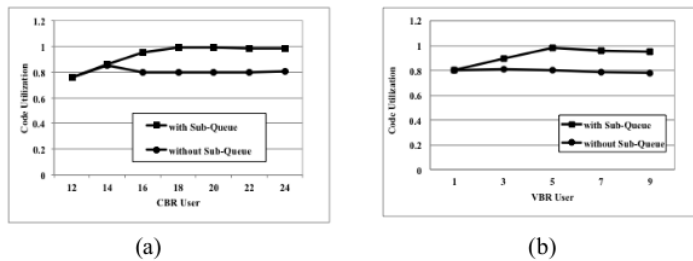 1.2
1
0.8
0.6
0.4
0.2
0
Code Utilization
with Sub-Queue
without Sub-Queue
12 14 16 18 20 22 24
CBR User
(a)
1.2
1
0.8
0.6
0.4
0.2
0
Code Utilization
with Sub-Queue
without Sub-Queue
1 3 5 7 9
VBR User
(b)